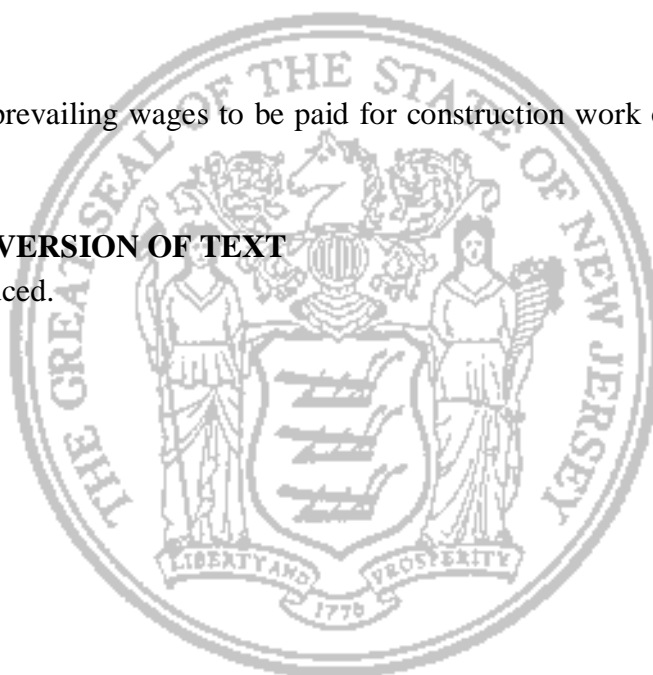 THE GREAT SEAL OF THE STATE OF NEW JERSEY
prevailing wages to be paid for construction work
VERSION OF TEXT
ced.
LIBERTY AND PROSPERITY
1776